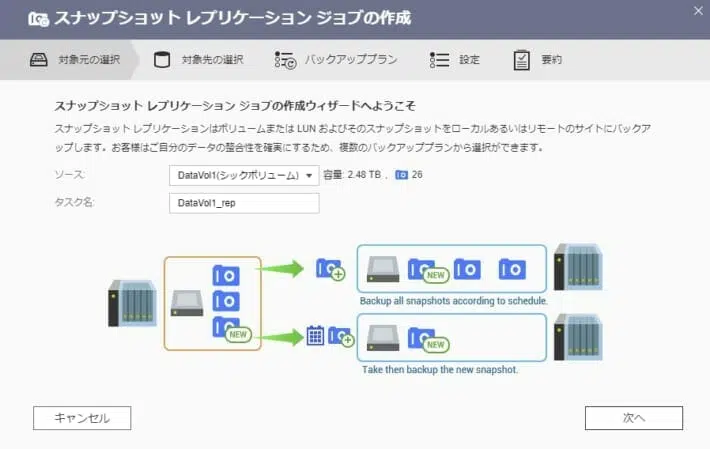 スナップショット レプリケーション ジョブの作成
対象元の選択
対象先の選択
バックアッププラン
設定
要約
スナップショット レプリケーション ジョブの作成ウィザードへようこそ
スナップショット レプリケーションはボリュームまたは LUN およびそのスナップショットをローカルあるいはリモートのサイトにバックア
ップします。お客様はご自分のデータの整合性を確実にするため、複数のバックアッププランから選択ができます。
ソース: DataVol1(シックボリューム) 容量: 2.48 TB , 26
タスク名: DataVol1_rep
NEW
Backup all snapshots according to schedule.
NEW
NEW
Take then backup the new snapshot.
キャンセル
次へ